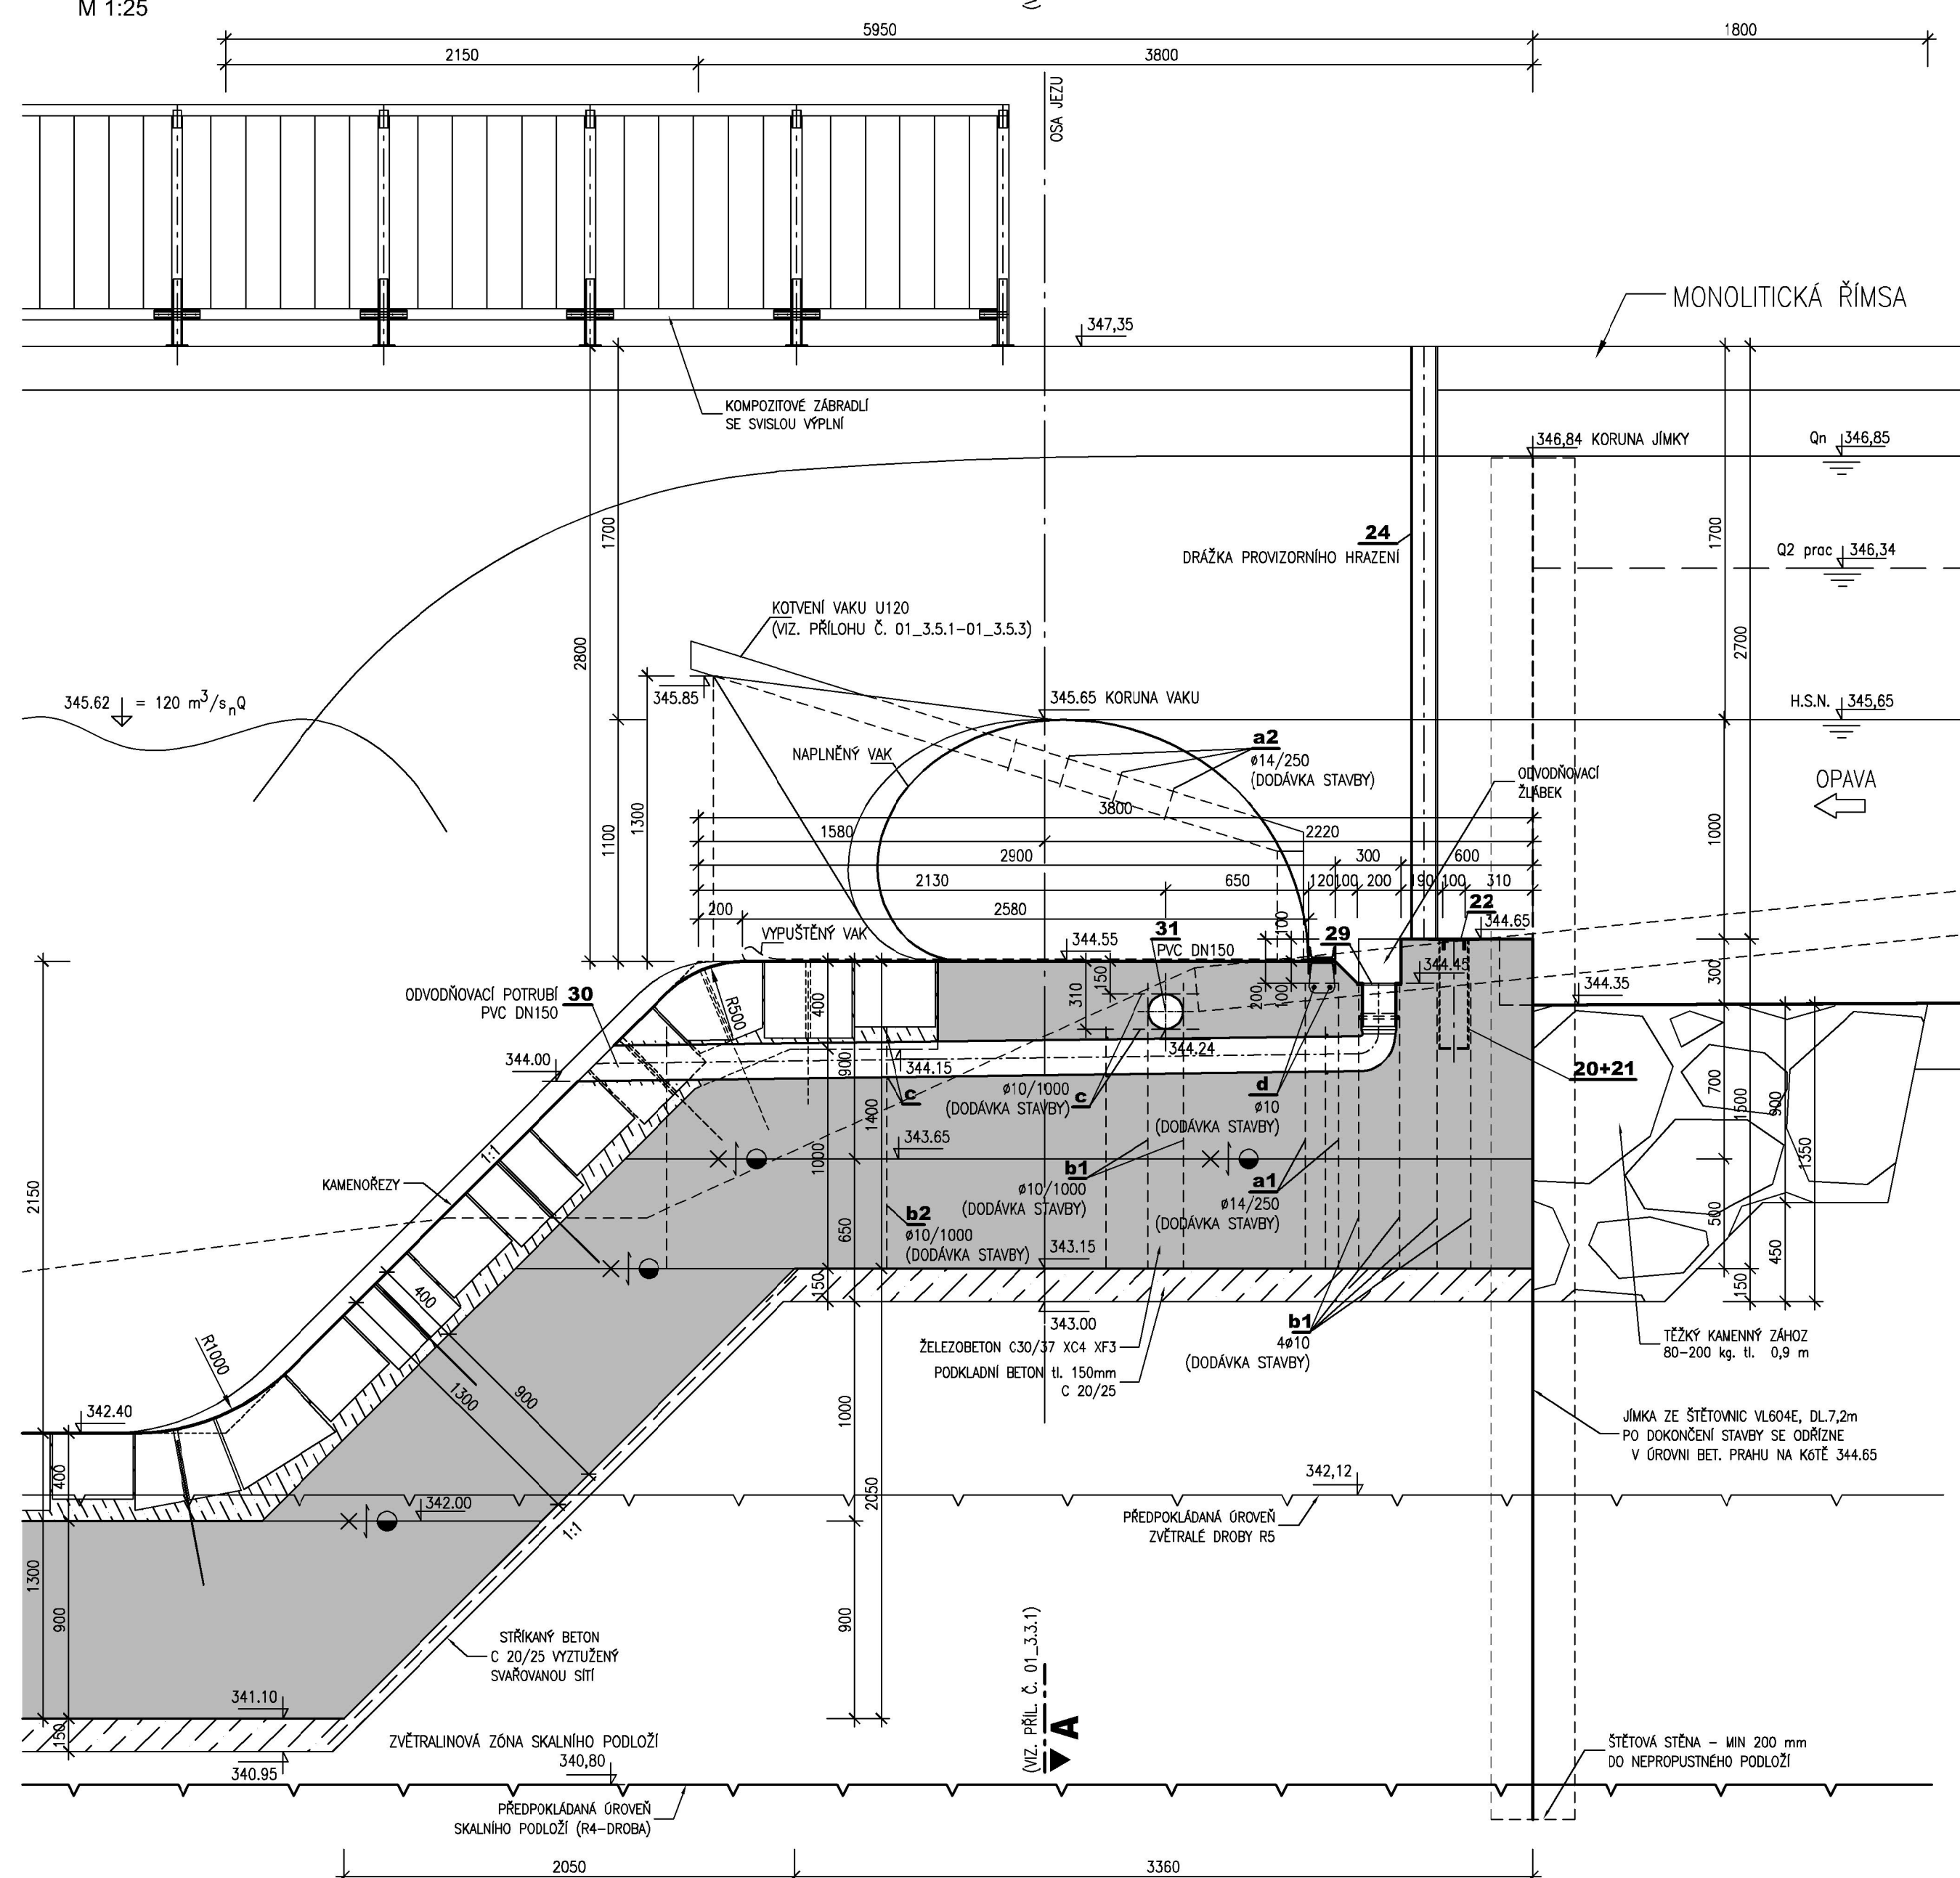 M 1:25
5950
1800
2150
3800
OSA JEZU
MONOLITICKÁ ŘÍMSA
347,35
KOMPOZITOVÉ ZÁBRADLÍ
SE SVISLOU VÝPLNÍ
346,84 KORUNA JÍMKY
Qn 346,85
1700
1700
24
DRÁŽKA PROVIZORNÍHO HRAZENÍ
Q2 prac 346,34
KOTVENÍ VAKU U120
(VIZ. PŘÍLOHU Č. 01_3.5.1-01_3.5.3)
2800
2700
345.62 = 120 m3/s nQ
345.85
345.65 KORUNA VAKU
H.S.N. 345,65
NAPLNĚNÝ VAK
a2
ø14/250
(DODÁVKA STAVBY)
ODVODŇOVACÍ
ŽLÁBEK
OPAVA
1300
1100
1000
3800
1580
2220
2900
300
600
2130
650
120
100
200
190
100
310
200
2580
100
22
344.65
VYPUŠTĚNÝ VAK
344.55
31
PVC DN150
29
344.45
300
344.35
ODVODŇOVACÍ POTRUBÍ 30
PVC DN150
R500
400
150
310
200
100
344.00
900
344.15
344.24
20+21
c
ø10/1000
(DODÁVKA STAVBY) c
d
ø10
(DODÁVKA STAVBY)
700
1500
900
1350
1400
343.65
1:1
KAMENOŘEZY
1000
b1
ø10/1000
(DODÁVKA STAVBY)
a1
ø14/250
(DODÁVKA STAVBY)
2150
b2
ø10/1000
(DODÁVKA STAVBY)
650
343.15
500
450
150
150
400
343.00
b1
4ø10
(DODÁVKA STAVBY)
ŽELEZOBETON C30/37 XC4 XF3
PODKLADNÍ BETON tl. 150mm
C 20/25
TĚŽKÝ KAMENNÝ ZÁHOZ
80-200 kg. tl. 0,9 m
R1000
1300
900
342.40
1000
JÍMKA ZE ŠTĚTOVNIC VL604E, DL.7,2m
PO DOKONČENÍ STAVBY SE ODŘÍZNE
V ÚROVNI BET. PRAHU NA KóTĚ 344.65
400
342.00
2050
342,12
PŘEDPOKLÁDANÁ ÚROVEŇ
ZVĚTRALÉ DROBY R5
1:1
1300
900
900
STŘÍKANÝ BETON
C 20/25 VYZTUŽENÝ
SVAŘOVANOU SÍTÍ
(VIZ. PŘÍL. Č. 01_3.3.1)
A
341.10
150
340.95
ZVĚTRALINOVÁ ZÓNA SKALNÍHO PODLOŽÍ
340,80
ŠTĚTOVÁ STĚNA - MIN 200 mm
DO NEPROPUSTNÉHO PODLOŽÍ
PŘEDPOKLÁDANÁ ÚROVEŇ
SKALNÍHO PODLOŽÍ (R4-DROBA)
2050
3360